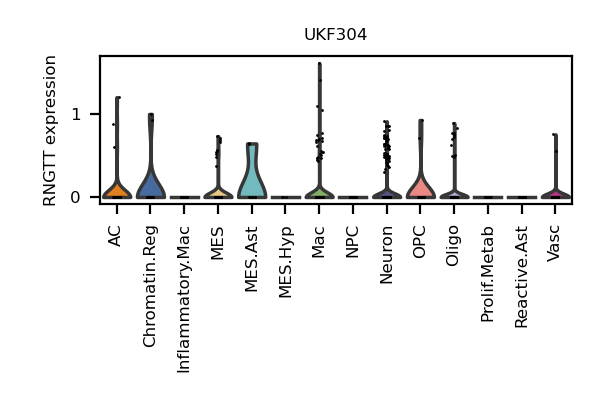 UKF304
RNGTT expression
1
0
AC
Chromatin.Reg
Inflammatory.Mac
MES
MES.Ast
MES.Hyp
Mac
NPC
Neuron
OPC
Oligo
Prolif.Metab
Reactive.Ast
Vasc